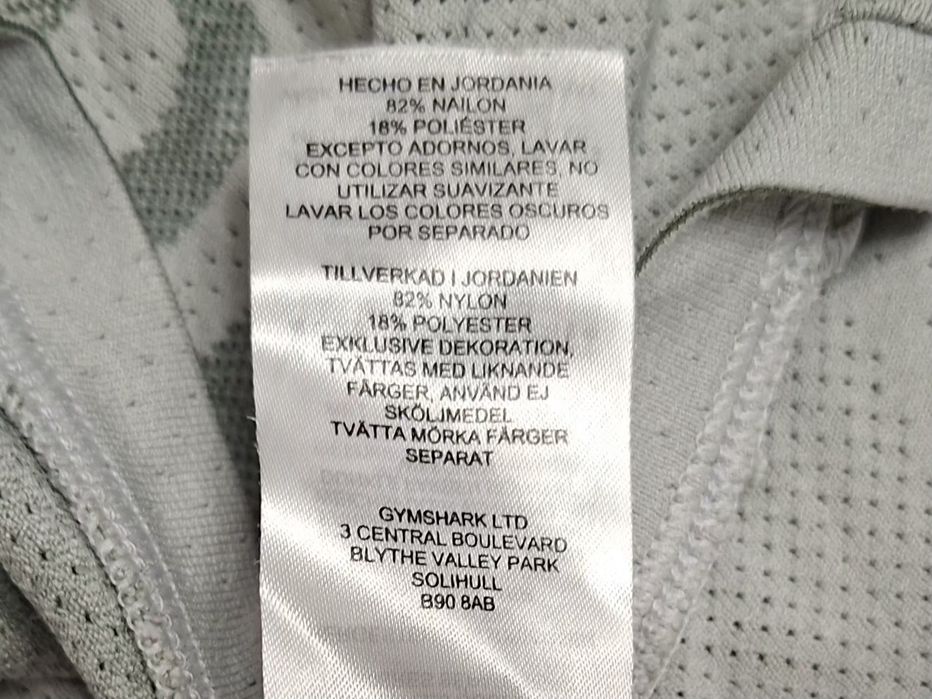 HECHO EN JORDANIA
82% NAILON
18% POLIÉSTER
EXCEPTO ADORNOS, LAVAR
CON COLORES SIMILARES, NO
UTILIZAR SUAVIZANTE
LAVAR LOS COLORES OSCUROS
POR SEPARADO
TILLVERKAD I JORDANIEN
82% NYLON
18% POLYESTER
EXKLUSIVE DEKORATION,
TVÄTTAS MED LIKNANDE
FÄRGER, ANVÄND EJ
SKÖLJMEDEL
TVÄTTA MÖRKA FÄRGER
SEPARAT
GYMSHARK LTD
3 CENTRAL BOULEVARD
BLYTHE VALLEY PARK
SOLIHULL
B90 8AB